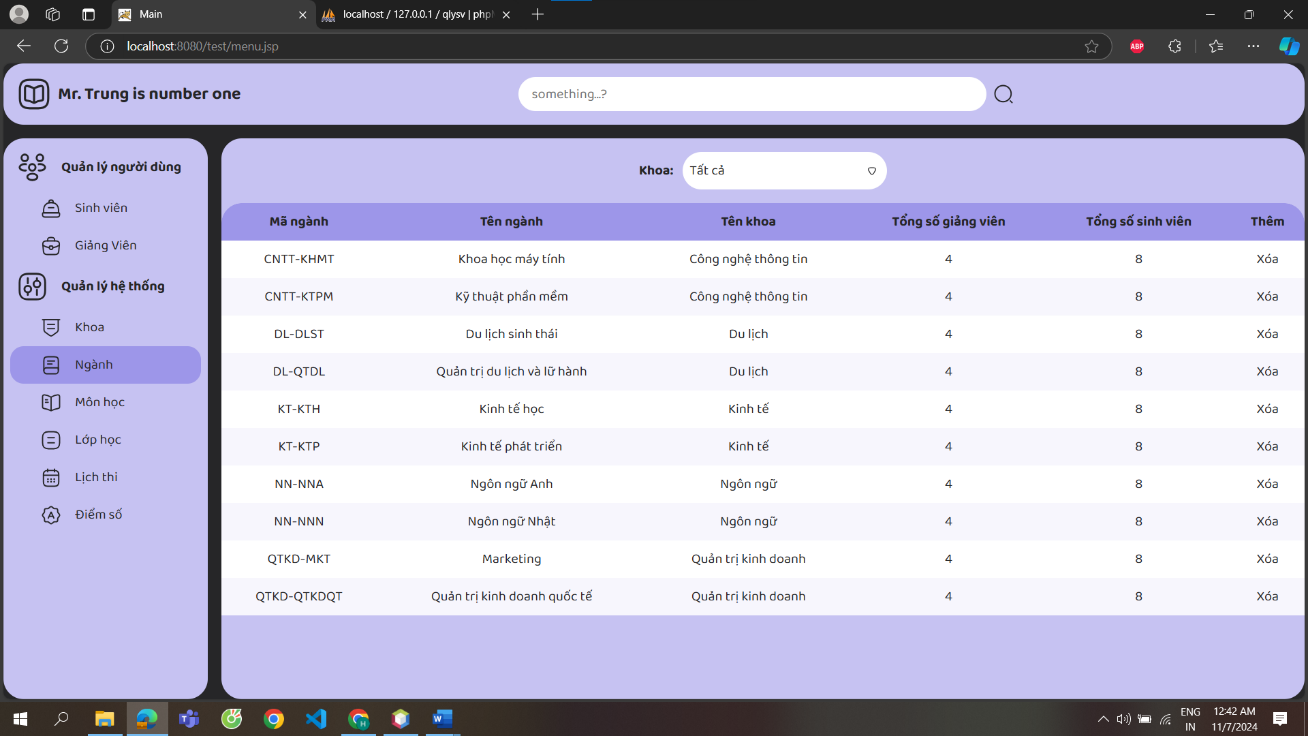 Main
localhost / 127.0.0.1 / qlysv | php
localhost:8080/test/menu.jsp
ABP
Mr. Trung is number one
something...?
Quản lý người dùng
Sinh viên
Giảng Viên
Quản lý hệ thống
Khoa
Ngành
Môn học
Lớp học
Lịch thi
Điểm số
Khoa: Tất cả
Mã ngành Tên ngành Tên khoa Tổng số giảng viên Tổng số sinh viên Thêm
CNTT-KHMT Khoa học máy tính Công nghệ thông tin 4 8 Xóa
CNTT-KTPM Kỹ thuật phần mềm Công nghệ thông tin 4 8 Xóa
DL-DLST Du lịch sinh thái Du lịch 4 8 Xóa
DL-QTDL Quản trị du lịch và lữ hành Du lịch 4 8 Xóa
KT-KTH Kinh tế học Kinh tế 4 8 Xóa
KT-KTP Kinh tế phát triển Kinh tế 4 8 Xóa
NN-NNA Ngôn ngữ Anh Ngôn ngữ 4 8 Xóa
NN-NNN Ngôn ngữ Nhật Ngôn ngữ 4 8 Xóa
QTKD-MKT Marketing Quản trị kinh doanh 4 8 Xóa
QTKD-QTKDQT Quản trị kinh doanh quốc tế Quản trị kinh doanh 4 8 Xóa
ENG
IN
12:42 AM
11/7/2024